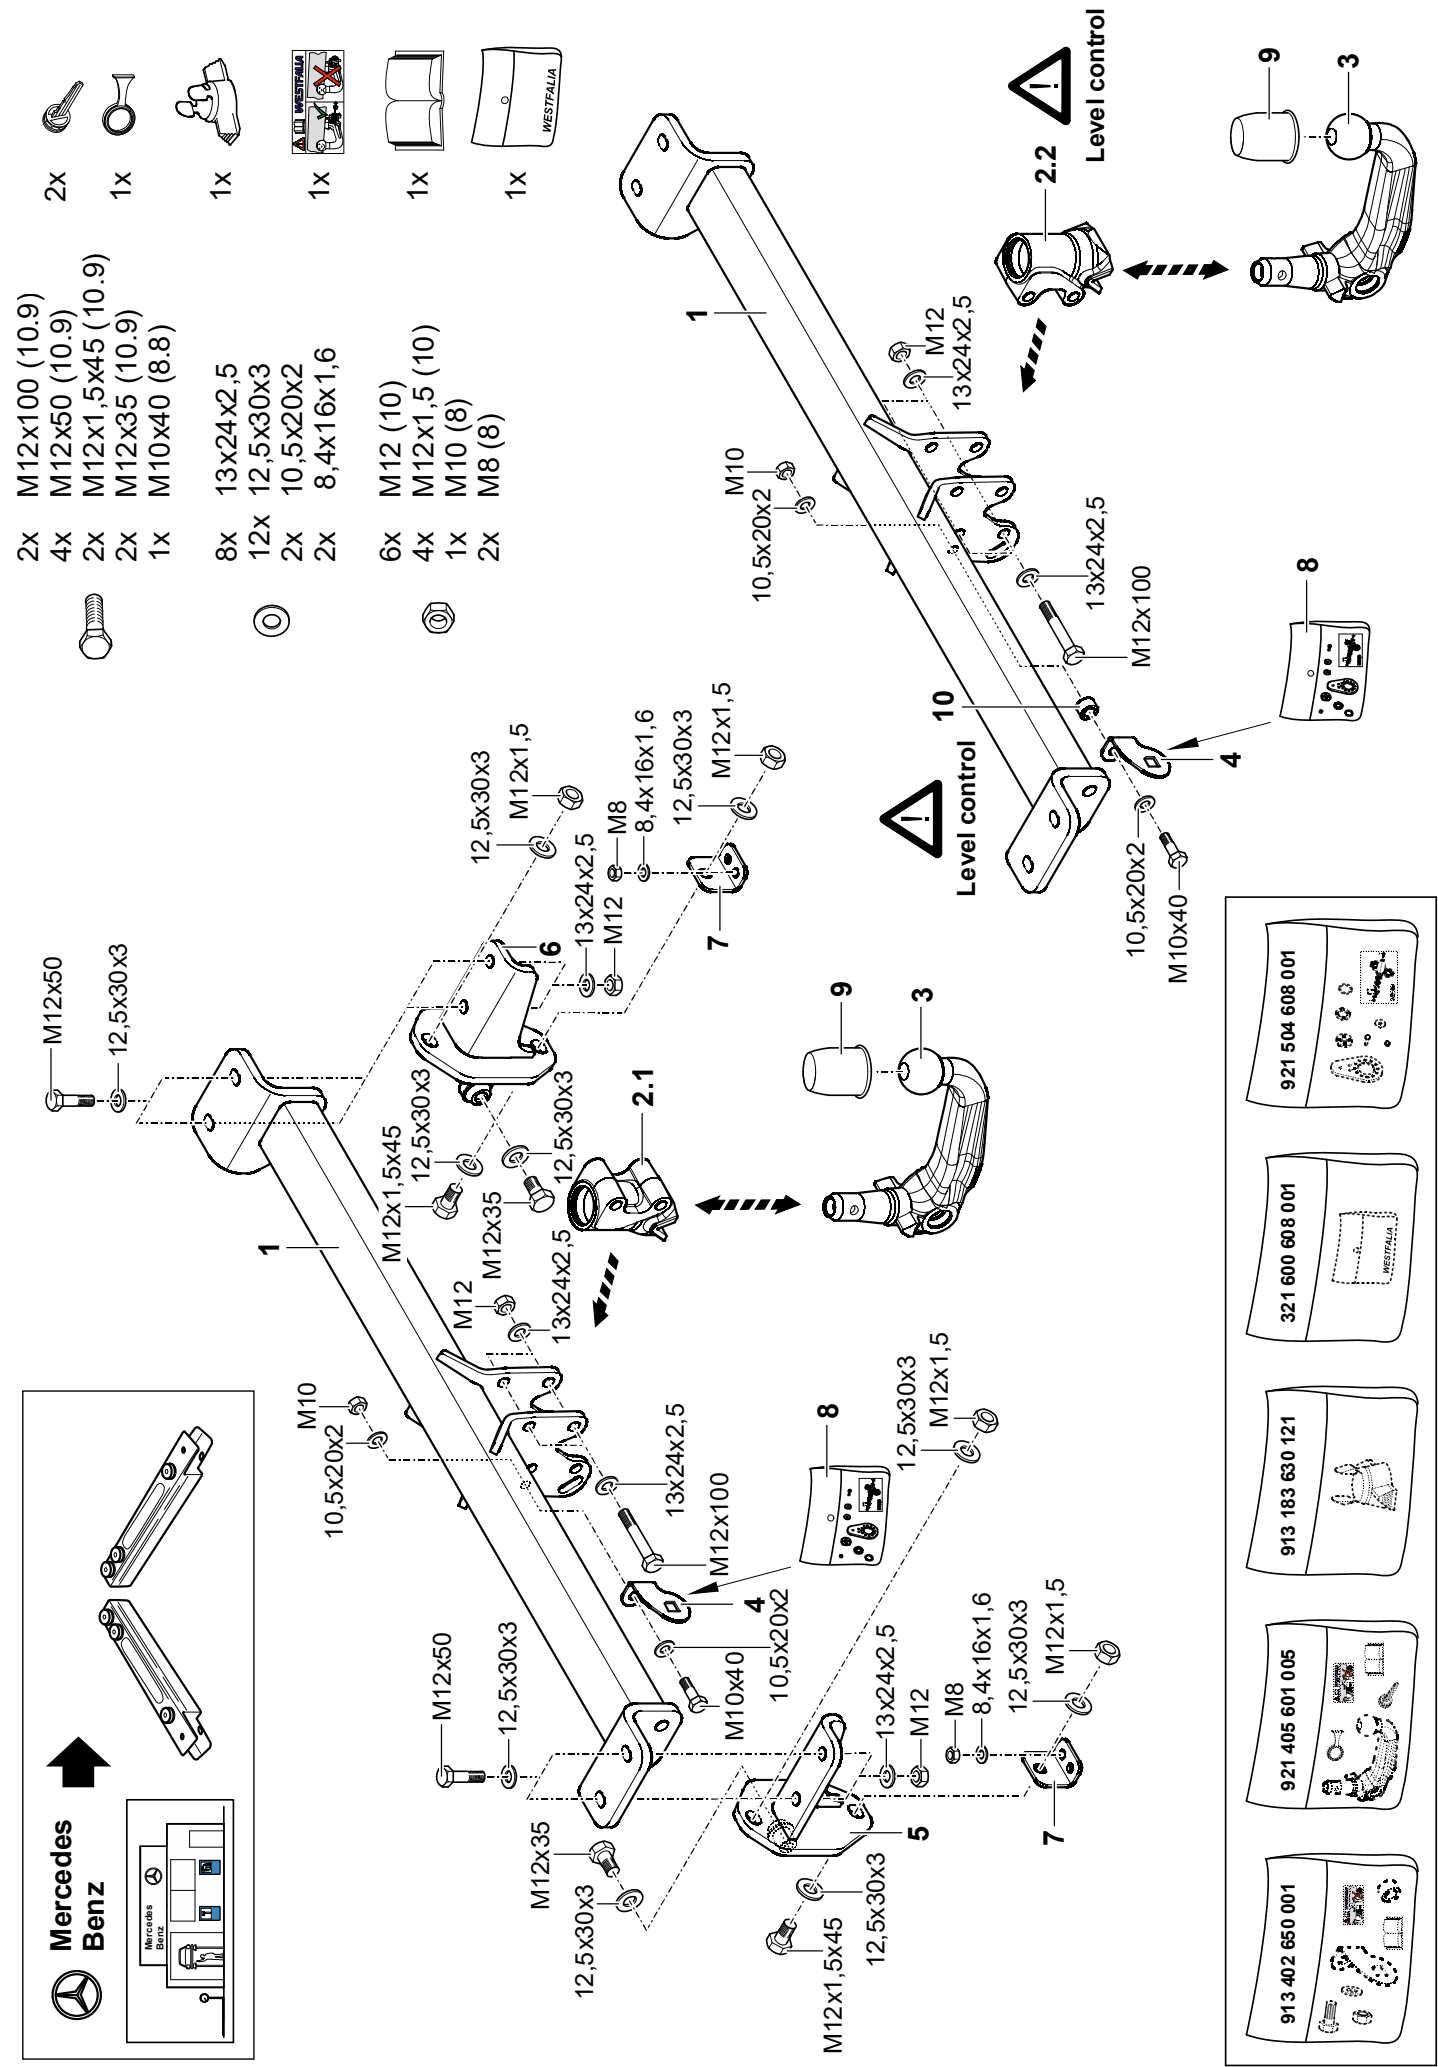 Mercedes
Benz
Mercedes
Benz
2x M12x100 (10.9)
4x M12x50 (10.9)
2x M12x1,5x45 (10.9)
2x M12x35 (10.9)
1x M10x40 (8.8)
8x 13x24x2,5
12x 12,5x30x3
2x 10,5x20x2
2x 8,4x16x1,6
6x M12 (10)
4x M12x1,5 (10)
1x M10 (8)
2x M8 (8)
2x
1x
1x
1x
WESTFALIA
1x
1x
WESTFALIA
M12x50
12,5x30x3
1
M10
10,5x20x2
M12
13x24x2,5
13x24x2,5
M12x100
4
10,5x20x2
M10x40
8
M12x50
12,5x30x3
M12x35
12,5x30x3
M12x1,5x45
12,5x30x3
5
13x24x2,5
M12
M8
8,4x16x1,6
12,5x30x3
M12x1,5
7
12,5x30x3
M12x1,5
M12x1,5x45
12,5x30x3
M12x35
12,5x30x3
6
12,5x30x3
M12x1,5
13x24x2,5
M12
M8
8,4x16x1,6
12,5x30x3
M12x1,5
7
2.1
9
3
1
M10
10,5x20x2
M12
13x24x2,5
13x24x2,5
M12x100
10
!
Level control
4
10,5x20x2
M10x40
8
2.2
!
Level control
9
3
913 402 650 001
921 405 601 005
913 183 630 121
321 600 608 001
WESTFALIA
921 504 608 001